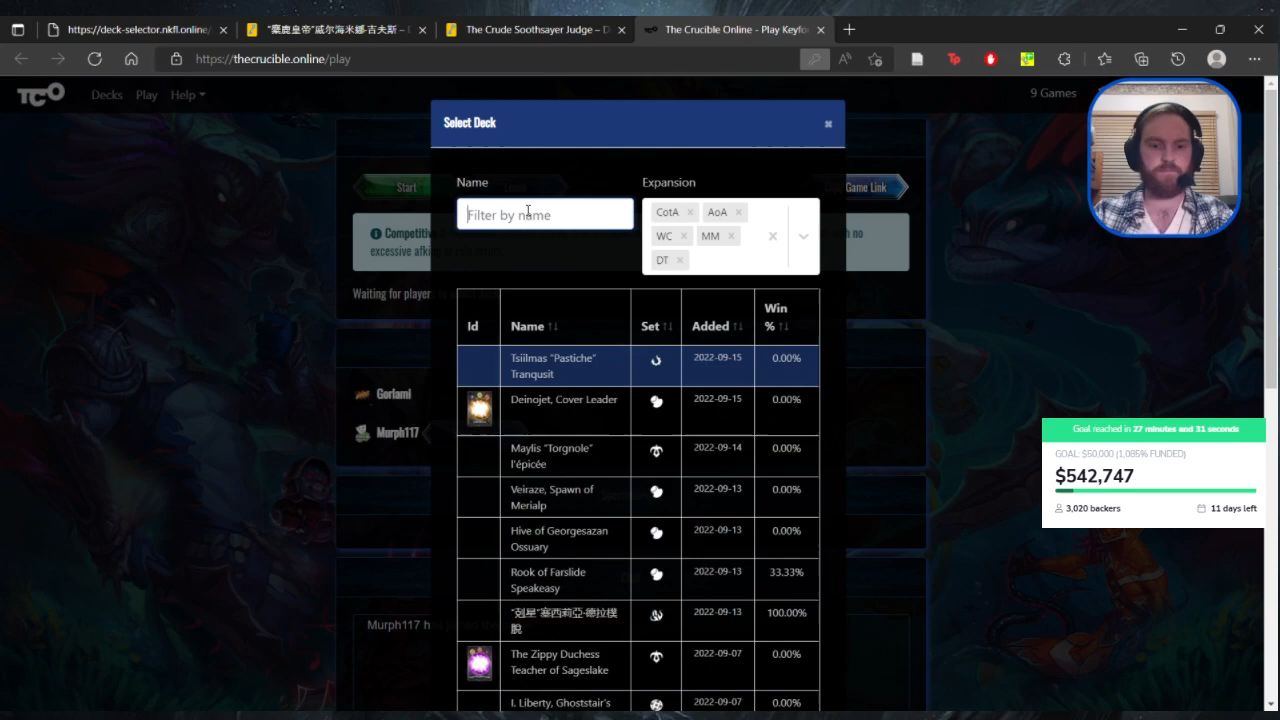 https://deck-selector.nkfl.online/
"麋鹿皇帝"威尔海米娜·吉夫斯 – D
The Crude Soothsayer Judge – De
The Crucible Online - Play Keyfo
https://thecrucible.online/play
TCO
Decks
Play
Help
9 Games
Select Deck
Start
Game Link
Name
Expansion
Filter by name
CotA
AoA
WC
MM
DT
Competitive
excessive afk
h no
Waiting for player
Id
Name
Set
Added
Win
%
Tsillmas "Pastiche"
Tranqusit
2022-09-15
0.00%
Deinojet, Cover Leader
2022-09-15
0.00%
Maylis "Torgnole"
l'épicée
2022-09-14
0.00%
Veiraze, Spawn of
Merialp
2022-09-13
0.00%
Hive of Georgesazan
Ossuary
2022-09-13
0.00%
Rook of Farslide
Speakeasy
2022-09-13
33.33%
"剋星"塞西莉亞·德拉樸
脫
2022-09-13
100.00%
The Zippy Duchess
Teacher of Sageslake
2022-09-07
0.00%
I. Liberty, Ghoststair's
2022-09-07
0.00%
Gorlami
Murph117
Murph117 h
Goal reached in 27 minutes and 31 seconds
GOAL: $50,000 (1,085% FUNDED)
$542,747
3,020 backers
11 days left